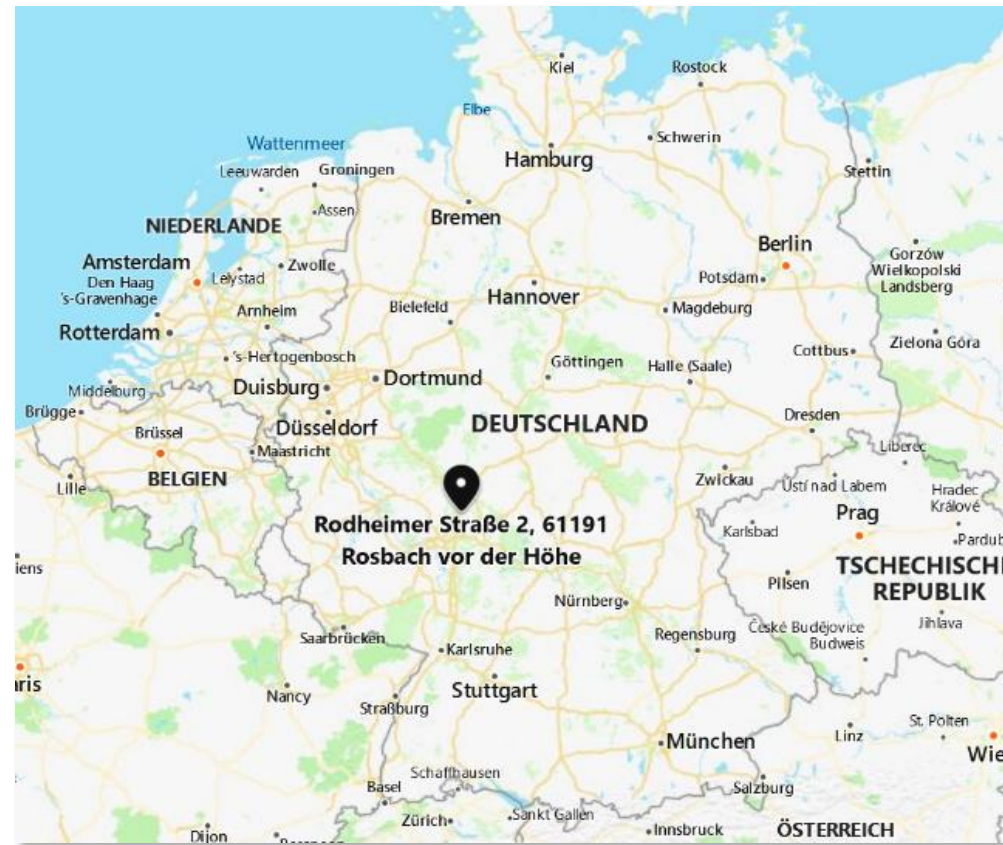 Kiel
Rostock
Elbe
Schwerin
Wattenmeer
Hamburg
Leeuwarden
Groningen
Stettin
Assen
Bremen
NIEDERLANDE
Berlin
Gorzów
Wielkopolski
Landsberg
Amsterdam
Lelystad
Zwolle
Potsdam
Den Haag
's-Gravenhage
Hannover
Bielefeld
Magdeburg
Arnheim
Rotterdam
Zielona Góra
Cottbus
's-Hertogenbosch
Göttingen
Halle (Saale)
Duisburg
Dortmund
Middelburg
Brügge
Düsseldorf
DEUTSCHLAND
Dresden
Brüssel
Maastricht
Liberec
BELGIEN
Zwickau
Ústí nad Labem
Lille
Hradec
Králové
Prag
Rodheimer Straße 2, 61191
Rosbach vor der Höhe
Karlsbad
Pardub
iens
TSCHECHISCHE
REPUBLIK
Pilsen
Nürnberg
Saarbrücken
Regensburg
České Budějovice
Budweis
Jihlava
Karlsruhe
aris
Nancy
Stuttgart
Straßburg
St. Pölten
Linz
München
Wie
Schaffhausen
Basel
Salzburg
Zürich
Sankt Gallen
Dijon
Innsbruck
ÖSTERREICH